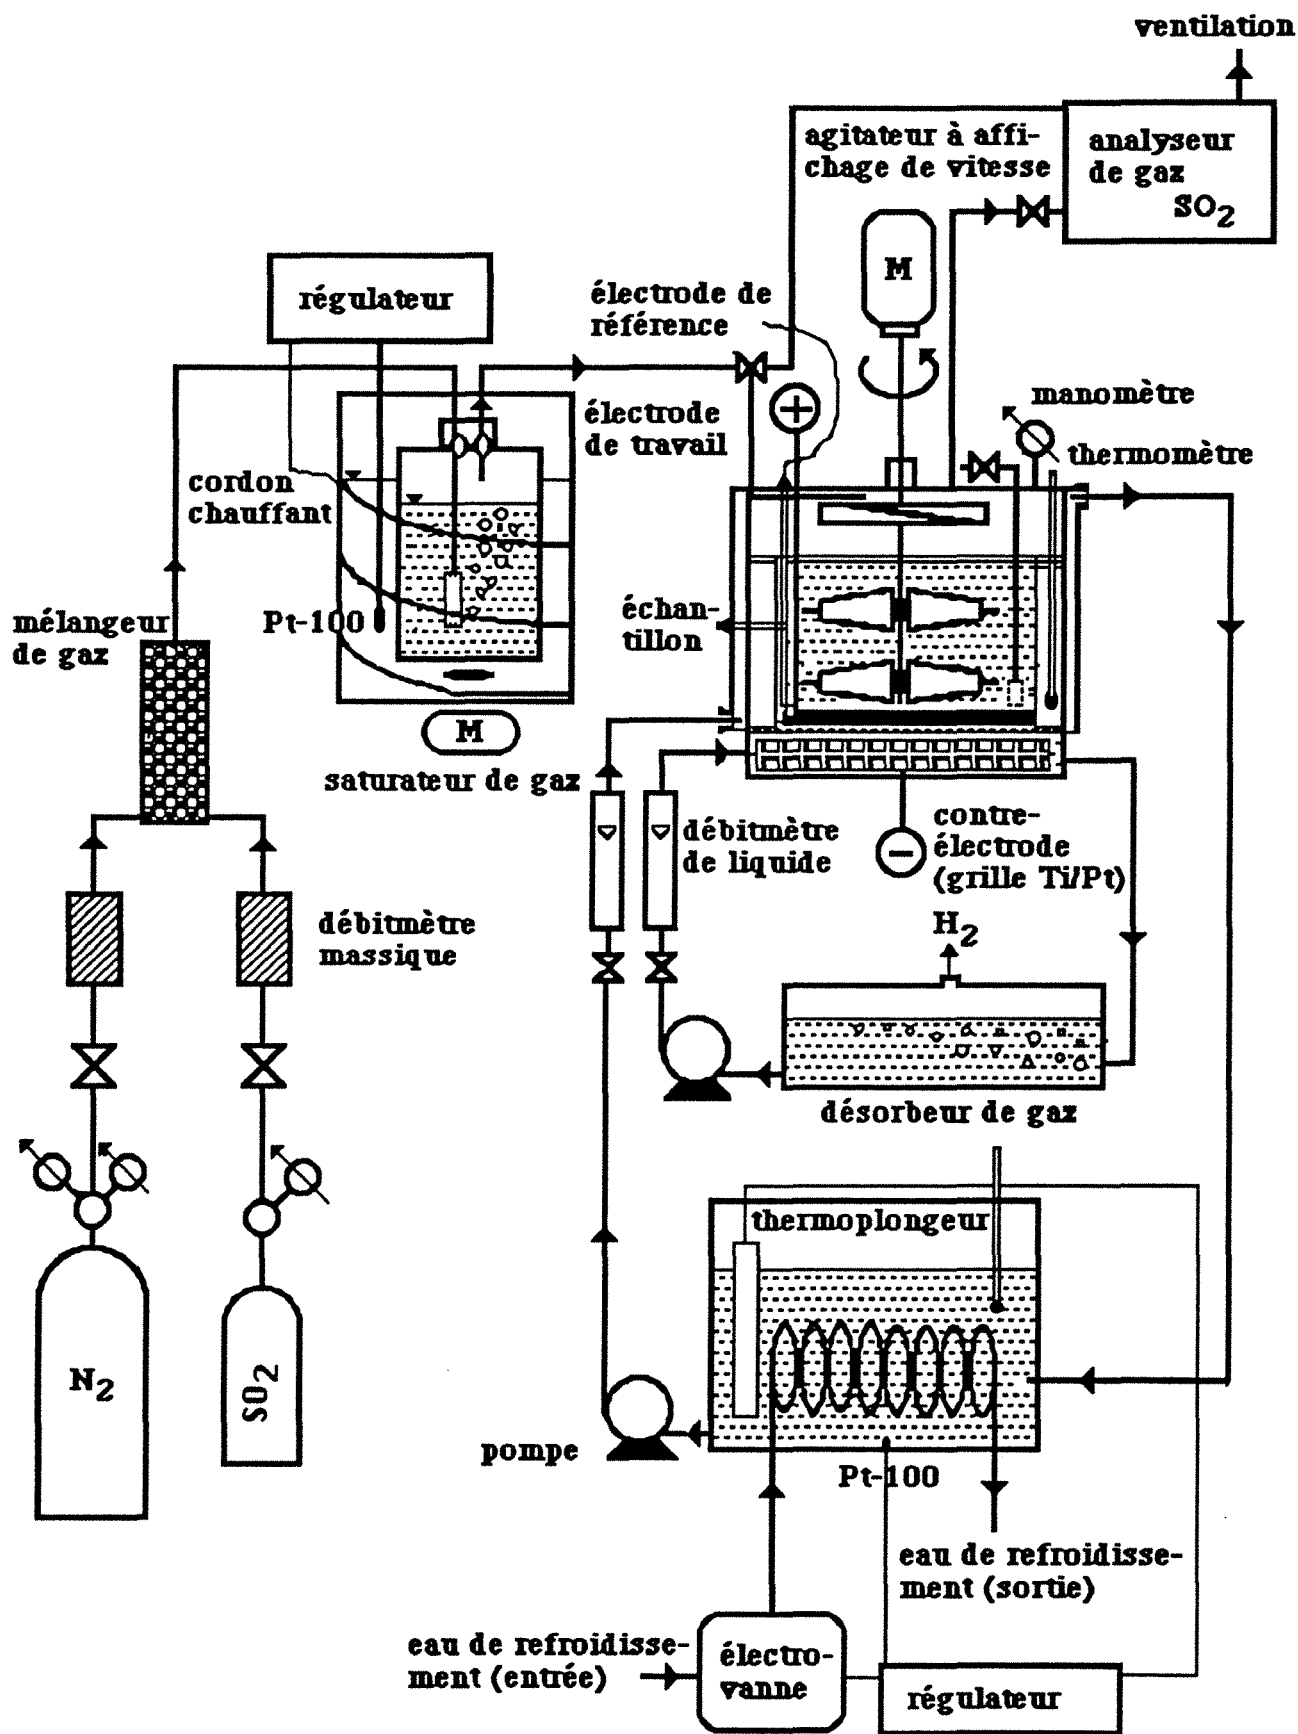 ventilation
agitateur à affi-
chage de vitesse
analyseur
de gaz
SO2
M
régulateur
électrode de
référence
+
manomètre
thermomètre
électrode
de travail
cordon
chauffant
Pt-100
échan-
tillon
mélangeur
de gaz
M
saturateur de gaz
débitmètre
de liquide
contre-
électrode
(grille Ti/Pt)
−
H2
débitmètre
massique
désorbeur de gaz
thermoplongeur
N2
SO2
pompe
Pt-100
eau de refroidisse-
ment (sortie)
eau de refroidisse-
ment (entrée)
électro-
vanne
régulateur